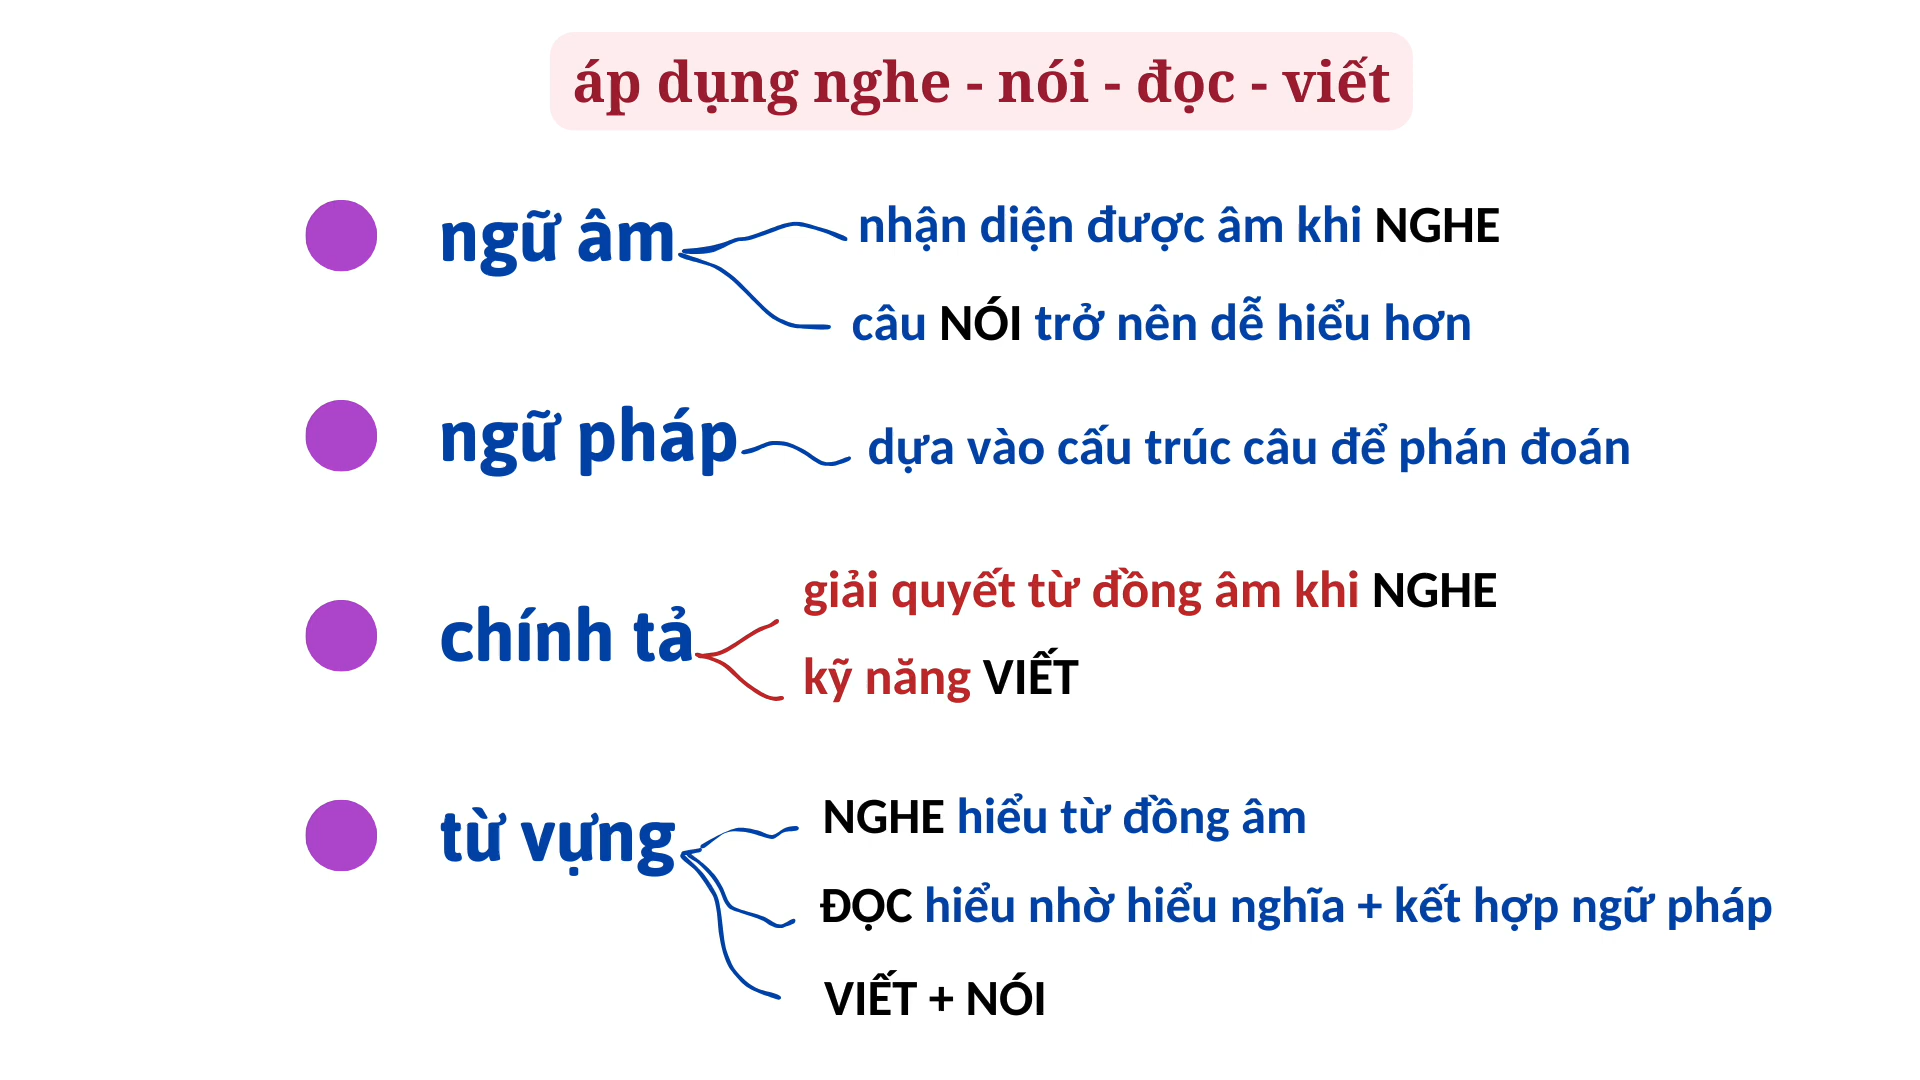 áp dụng nghe - nói - đọc - viết
ngữ âm
nhận diện được âm khi NGHE
câu NÓI trở nên dễ hiểu hơn
ngữ pháp
dựa vào cấu trúc câu để phán đoán
chính tả
giải quyết từ đồng âm khi NGHE
kỹ năng VIẾT
từ vựng
NGHE hiểu từ đồng âm
ĐỌC hiểu nhờ hiểu nghĩa + kết hợp ngữ pháp
VIẾT + NÓI